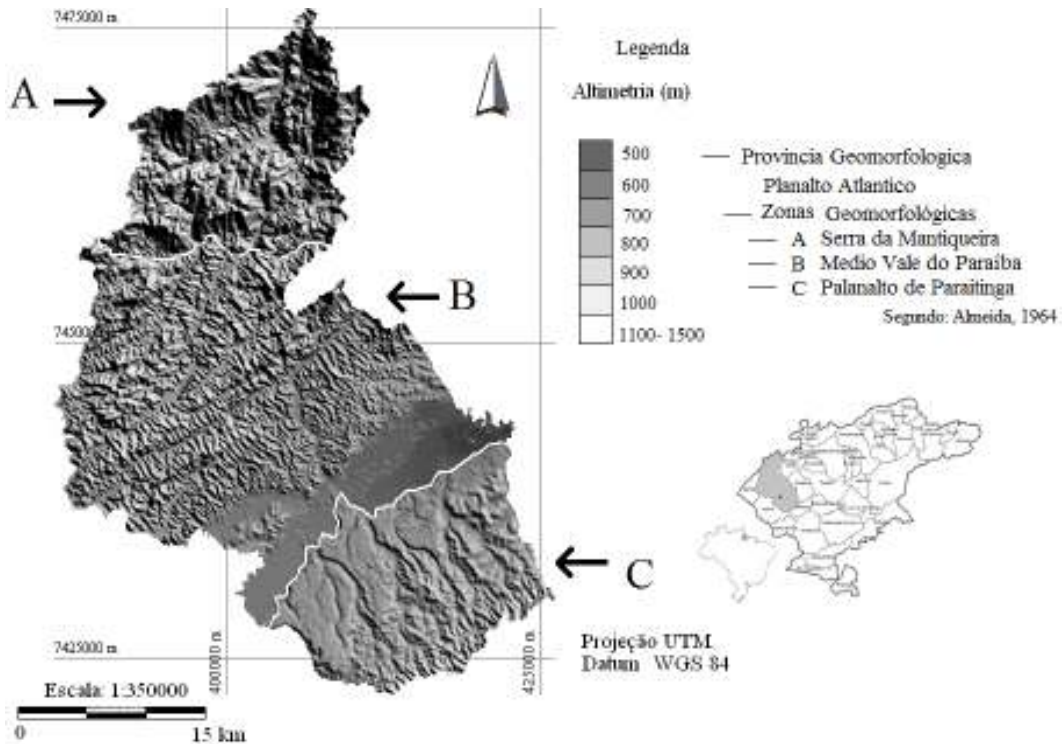 7475000 m
A
Legenda
Altimetria (m)
500
600
700
800
900
1000
1100- 1500
Provincia Geomorfologica
Planalto Atlantico
Zonas Geomorfológicas
A Serra da Mantiqueira
B Medio Vale do Paraíba
C Palanalto de Paraitinga
Segundo: Almeida, 1964
B
7450000 m
C
7425000 m
400000 m
425000 m
Projeção UTM
Datum WGS 84
Escala: 1:350000
0 15 km